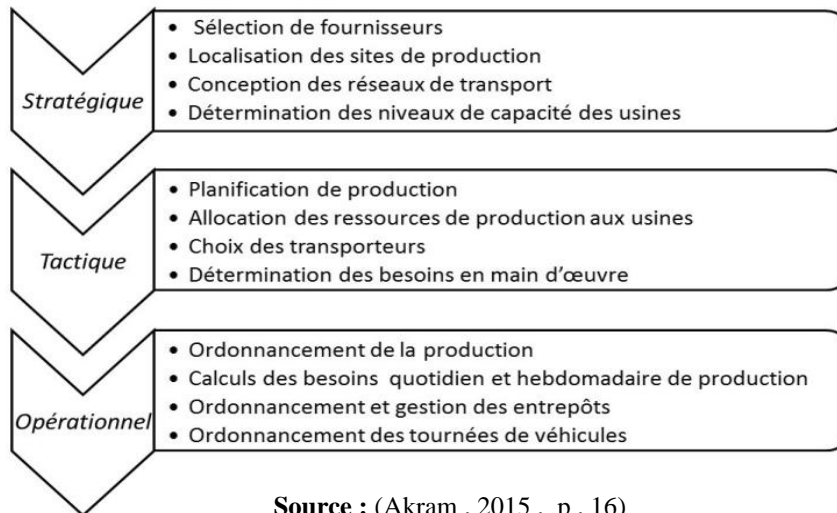 Stratégique
• Sélection de fournisseurs
• Localisation des sites de production
• Conception des réseaux de transport
• Détermination des niveaux de capacité des usines
Tactique
• Planification de production
• Allocation des ressources de production aux usines
• Choix des transporteurs
• Détermination des besoins en main d'œuvre
Opérationnel
• Ordonnancement de la production
• Calculs des besoins quotidien et hebdomadaire de production
• Ordonnancement et gestion des entrepôts
• Ordonnancement des tournées de véhicules
Source : (Akram , 2015 , p , 16)